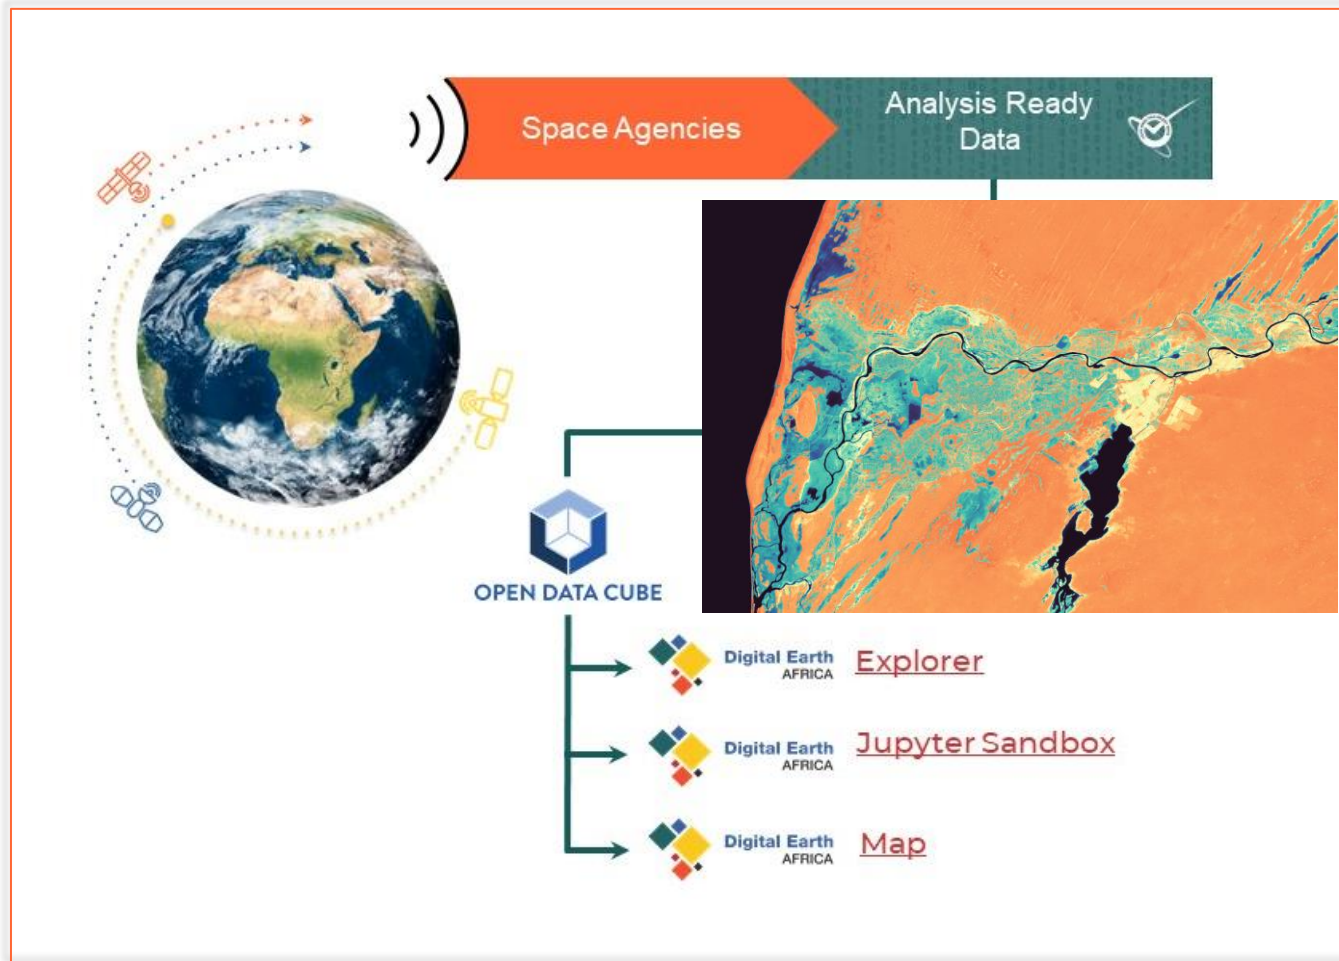 Space Agencies
Analysis Ready
Data
OPEN DATA CUBE
Digital Earth
AFRICA
Explorer
Digital Earth
AFRICA
Jupyter Sandbox
Digital Earth
AFRICA
Map